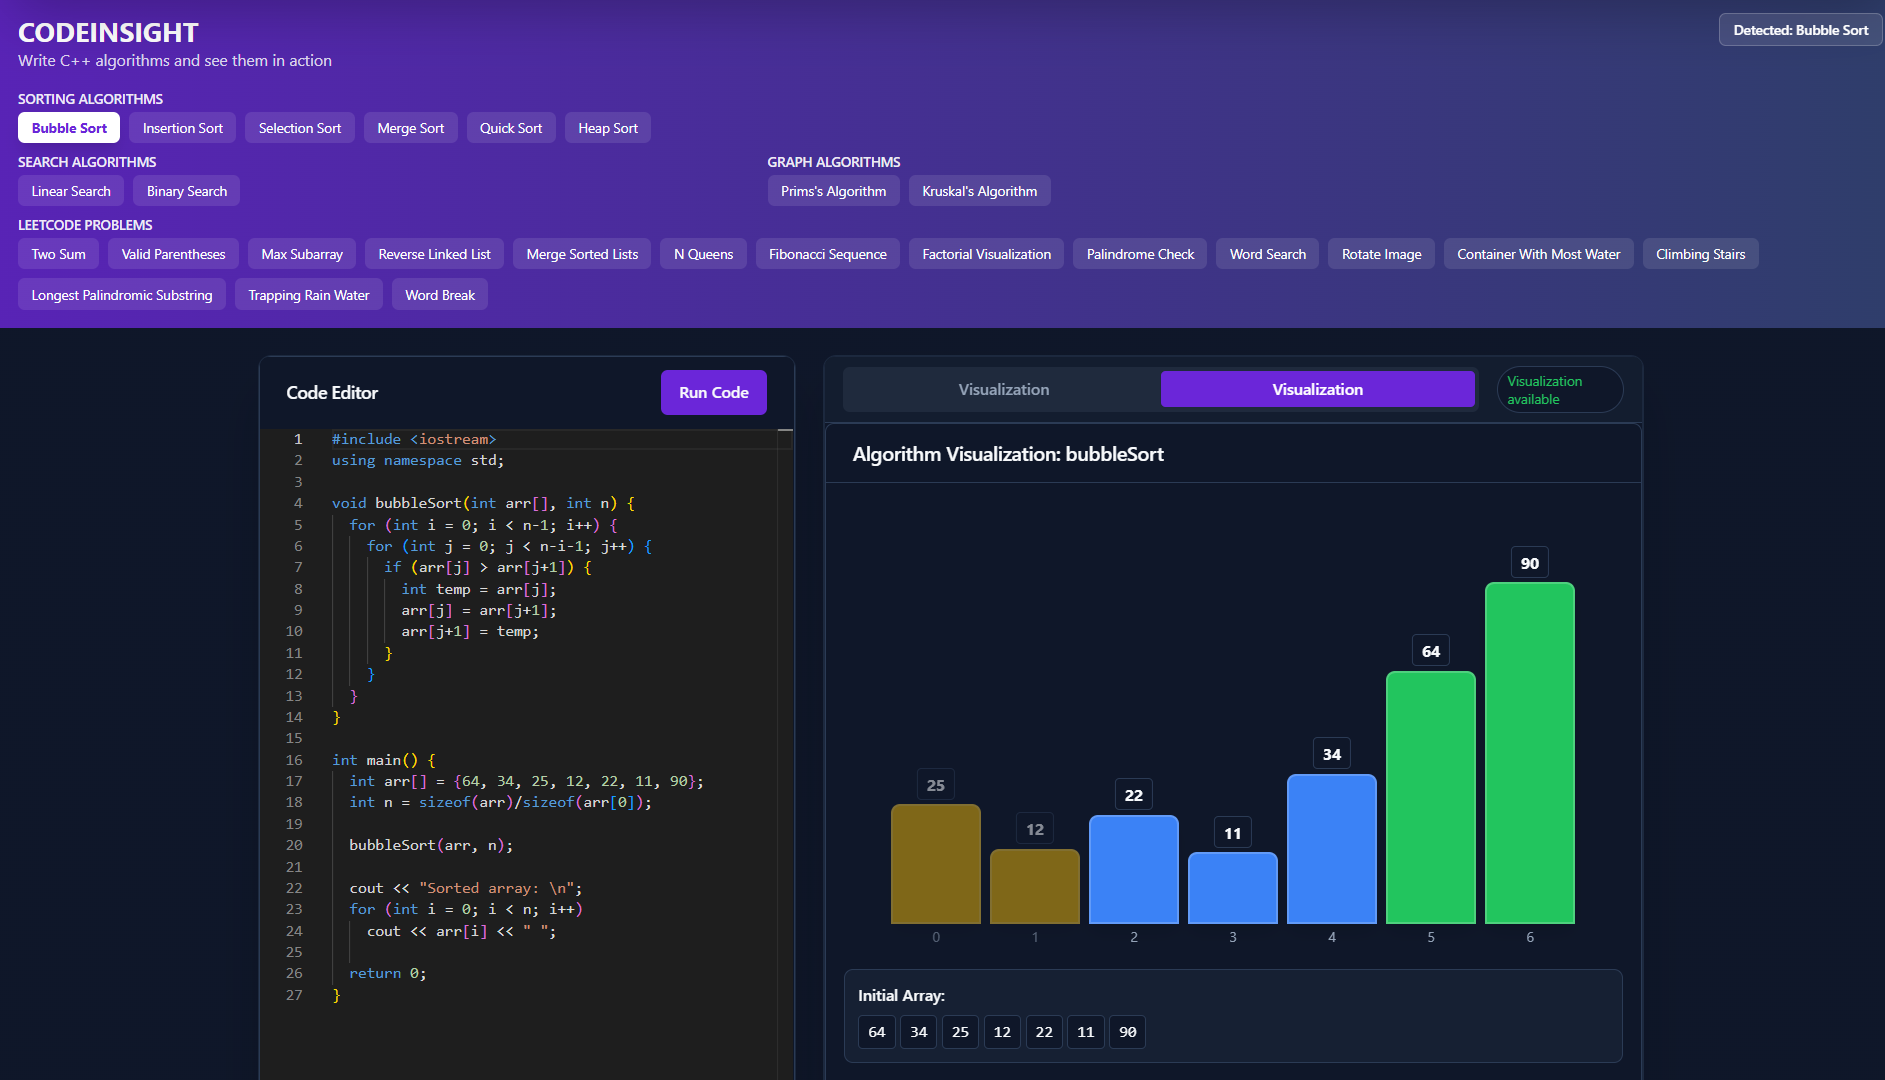 CODEINSIGHT
Write C++ algorithms and see them in action
Detected: Bubble Sort
SORTING ALGORITHMS
Bubble Sort Insertion Sort Selection Sort Merge Sort Quick Sort Heap Sort
SEARCH ALGORITHMS
Linear Search Binary Search
GRAPH ALGORITHMS
Prims's Algorithm Kruskal's Algorithm
LEETCODE PROBLEMS
Two Sum Valid Parentheses Max Subarray Reverse Linked List Merge Sorted Lists N Queens Fibonacci Sequence Factorial Visualization Palindrome Check Word Search Rotate Image Container With Most Water Climbing Stairs
Longest Palindromic Substring Trapping Rain Water Word Break
Code Editor
Run Code
1 #include <iostream>
2 using namespace std;
3
4 void bubbleSort(int arr[], int n) {
5   for (int i = 0; i < n-1; i++) {
6     for (int j = 0; j < n-i-1; j++) {
7       if (arr[j] > arr[j+1]) {
8         int temp = arr[j];
9         arr[j] = arr[j+1];
10         arr[j+1] = temp;
11       }
12     }
13   }
14 }
15
16 int main() {
17   int arr[] = {64, 34, 25, 12, 22, 11, 90};
18   int n = sizeof(arr)/sizeof(arr[0]);
19
20   bubbleSort(arr, n);
21
22   cout << "Sorted array: \n";
23   for (int i = 0; i < n; i++)
24     cout << arr[i] << " ";
25
26   return 0;
27 }
Visualization Visualization
Visualization
available
Algorithm Visualization: bubbleSort
25 12 22 11 34 64 90
0 1 2 3 4 5 6
Initial Array:
64 34 25 12 22 11 90